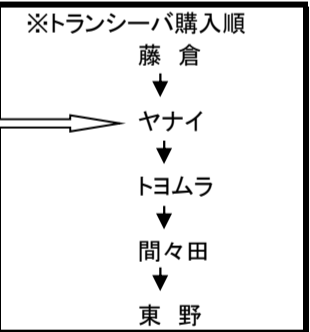 ※トランシーバ購入順
藤 倉
ヤナイ
トヨムラ
間々田
東 野